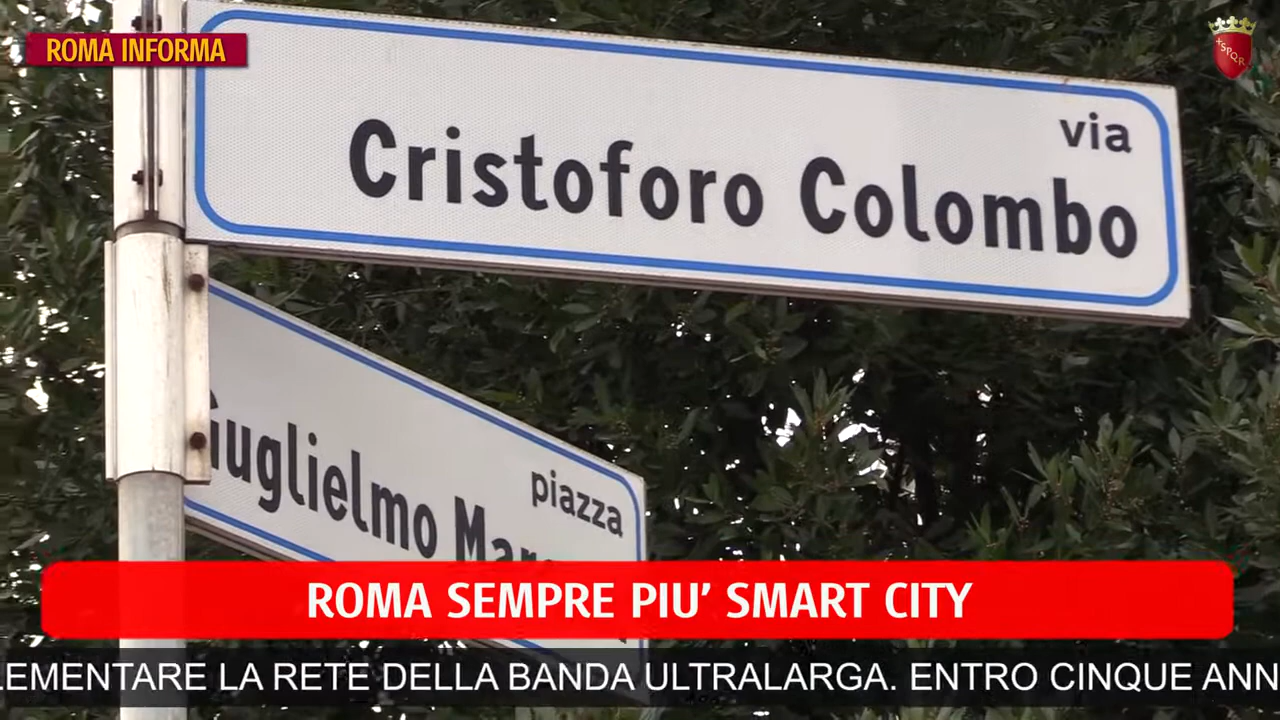 ROMA INFORMA
SPQR
via
Cristoforo Colombo
piazza
Guglielmo
ROMA SEMPRE PIU’ SMART CITY
LA RETE DELLA BANDA ULTRALARGA. ENTRO CINQUE